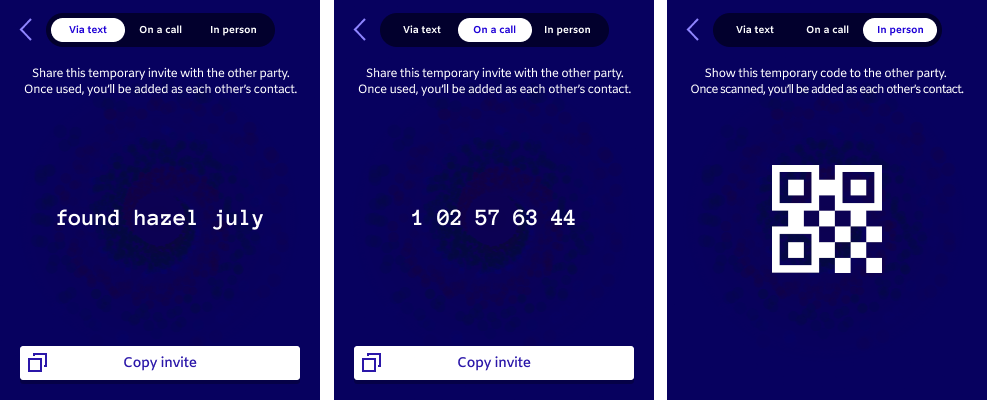 Via text
On a call
In person
Share this temporary invite with the other party.
Once used, you'll be added as each other's contact.
found hazel july
Copy invite
Via text
On a call
In person
Share this temporary invite with the other party.
Once used, you'll be added as each other's contact.
1 02 57 63 44
Copy invite
Via text
On a call
In person
Show this temporary code to the other party.
Once scanned, you'll be added as each other's contact.